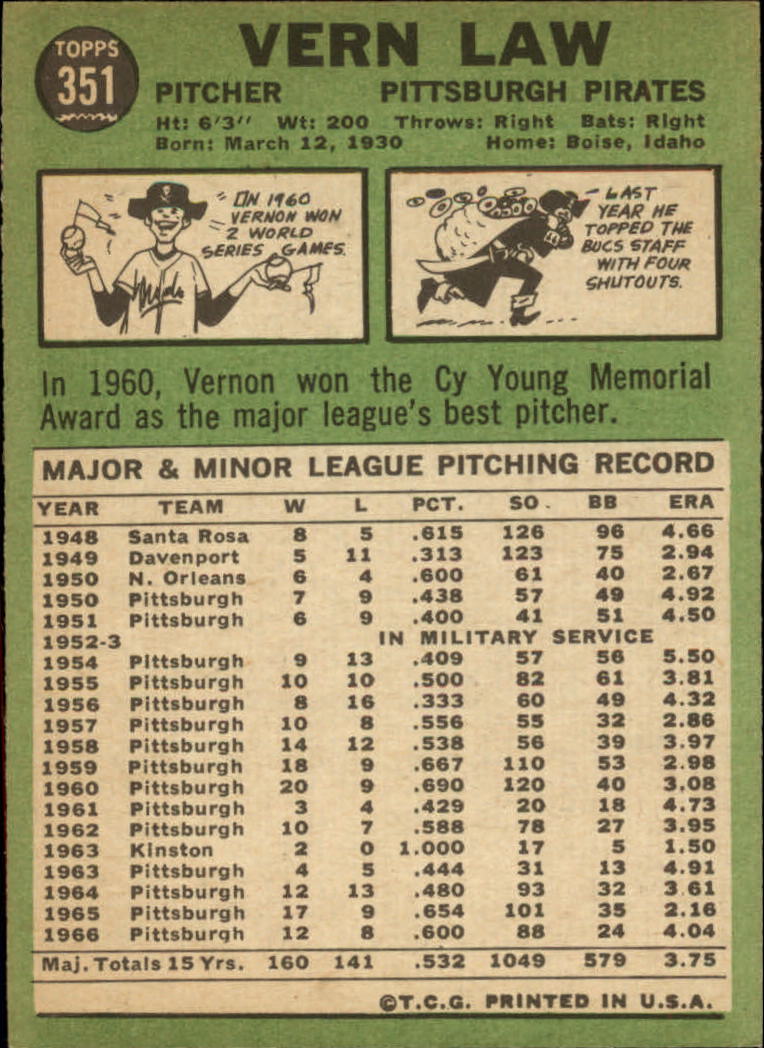 TOPPS
351
VERN LAW
PITCHER PITTSBURGH PIRATES
Ht: 6'3" Wt: 200 Throws: Right Bats: Right
Born: March 12, 1930 Home: Boise, Idaho
IN 1960
VERNON WON
2 WORLD
SERIES GAMES.
LAST
YEAR HE
TOPPED THE
BUCS STAFF
WITH FOUR
SHUTOUTS.
In 1960, Vernon won the Cy Young Memorial
Award as the major league's best pitcher.
MAJOR & MINOR LEAGUE PITCHING RECORD
YEAR TEAM W L PCT. SO. BB ERA
1948 Santa Rosa 8 5 .615 126 96 4.66
1949 Davenport 5 11 .313 123 75 2.94
1950 N. Orleans 6 4 .600 61 40 2.67
1950 Pittsburgh 7 9 .438 57 49 4.92
1951 Pittsburgh 6 9 .400 41 51 4.50
1952-3 IN MILITARY SERVICE
1954 Pittsburgh 9 13 .409 57 56 5.50
1955 Pittsburgh 10 10 .500 82 61 3.81
1956 Pittsburgh 8 16 .333 60 49 4.32
1957 Pittsburgh 10 8 .556 55 32 2.86
1958 Pittsburgh 14 12 .538 56 39 3.97
1959 Pittsburgh 18 9 .667 110 53 2.98
1960 Pittsburgh 20 9 .690 120 40 3.08
1961 Pittsburgh 3 4 .429 20 18 4.73
1962 Pittsburgh 10 7 .588 78 27 3.95
1963 Kinston 2 0 1.000 17 5 1.50
1963 Pittsburgh 4 5 .444 31 13 4.91
1964 Pittsburgh 12 13 .480 93 32 3.61
1965 Pittsburgh 17 9 .654 101 35 2.16
1966 Pittsburgh 12 8 .600 88 24 4.04
Maj. Totals 15 Yrs. 160 141 .532 1049 579 3.75
©T.C.G. PRINTED IN U.S.A.